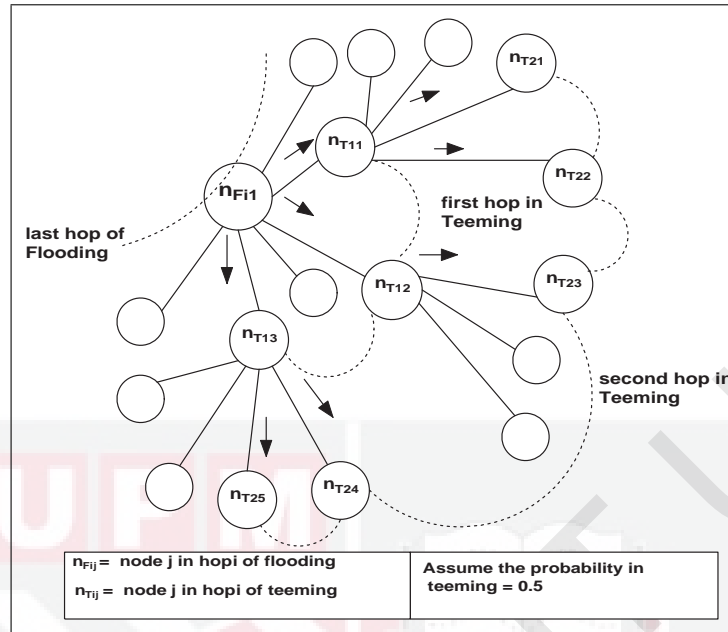 nT21
nT11
nT22
nFi1
first hop in
Teeming
last hop of
Flooding
nT12
nT23
nT13
second hop in
Teeming
nT25
nT24
UPM
nFij = node j in hopi of flooding
nTij = node j in hopi of teeming
Assume the probability in
teeming = 0.5